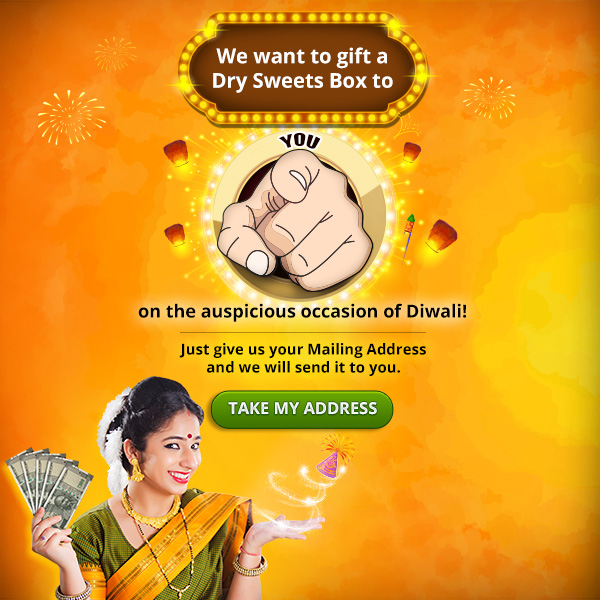 We want to gift a
Dry Sweets Box to
YOU
on the auspicious occasion of Diwali!
Just give us your Mailing Address
and we will send it to you.
TAKE MY ADDRESS